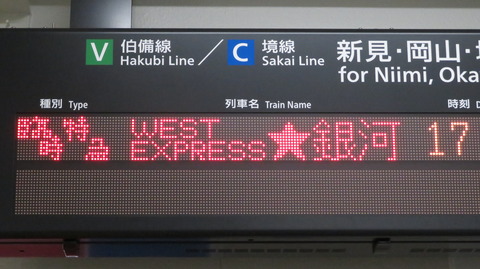 V 伯備線 Hakubi Line / C 境線 Sakai Line
新見・岡山・
for Niimi, Oka
種別 Type 列車名 Train Name 時刻
臨時 特急 WEST EXPRESS★銀河 17